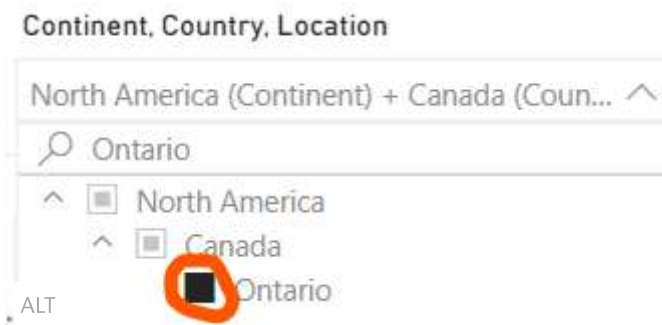 Continent, Country, Location
North America (Continent) + Canada (Coun...
Ontario
North America
Canada
Ontario
ALT